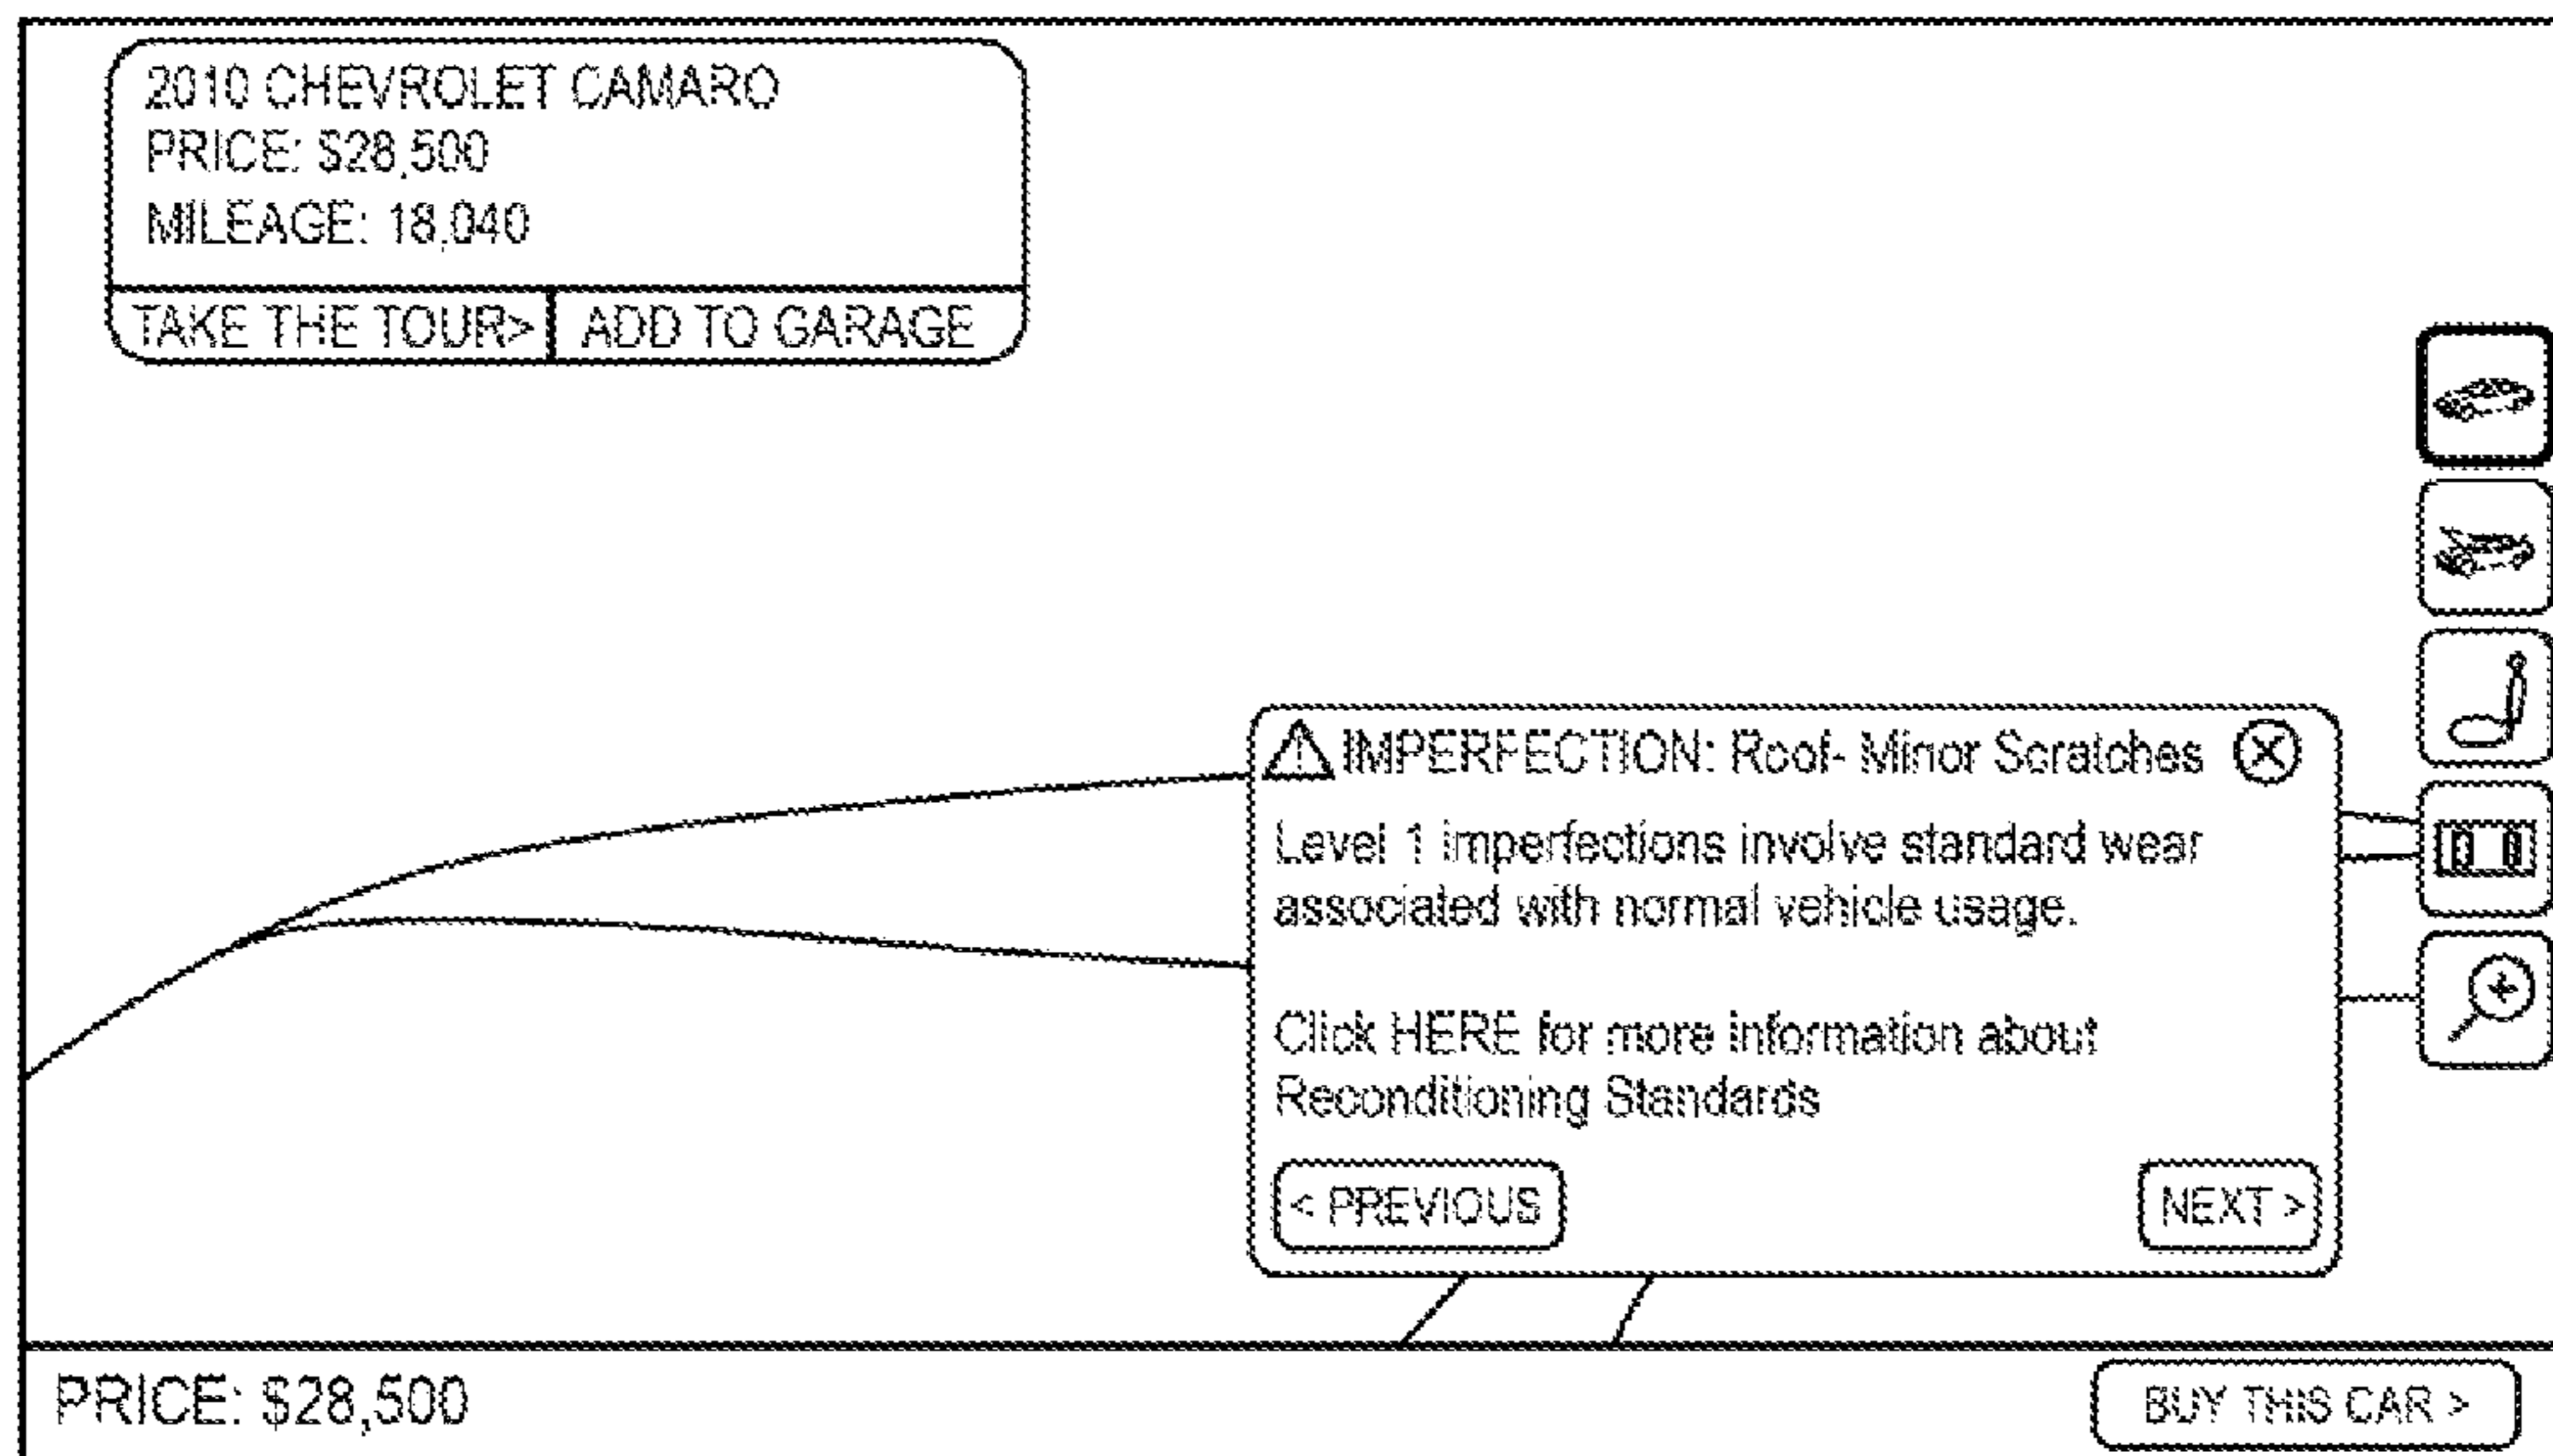 2010 CHEVROLET CAMARO
PRICE: $28,500
MILEAGE: 18,040
TAKE THE TOUR> ADD TO GARAGE
IMPERFECTION: Roof- Minor Scratches
Level 1 imperfections involve standard wear
associated with normal vehicle usage.
Click HERE for more information about
Reconditioning Standards
< PREVIOUS NEXT >
PRICE: $28,500 BUY THIS CAR >